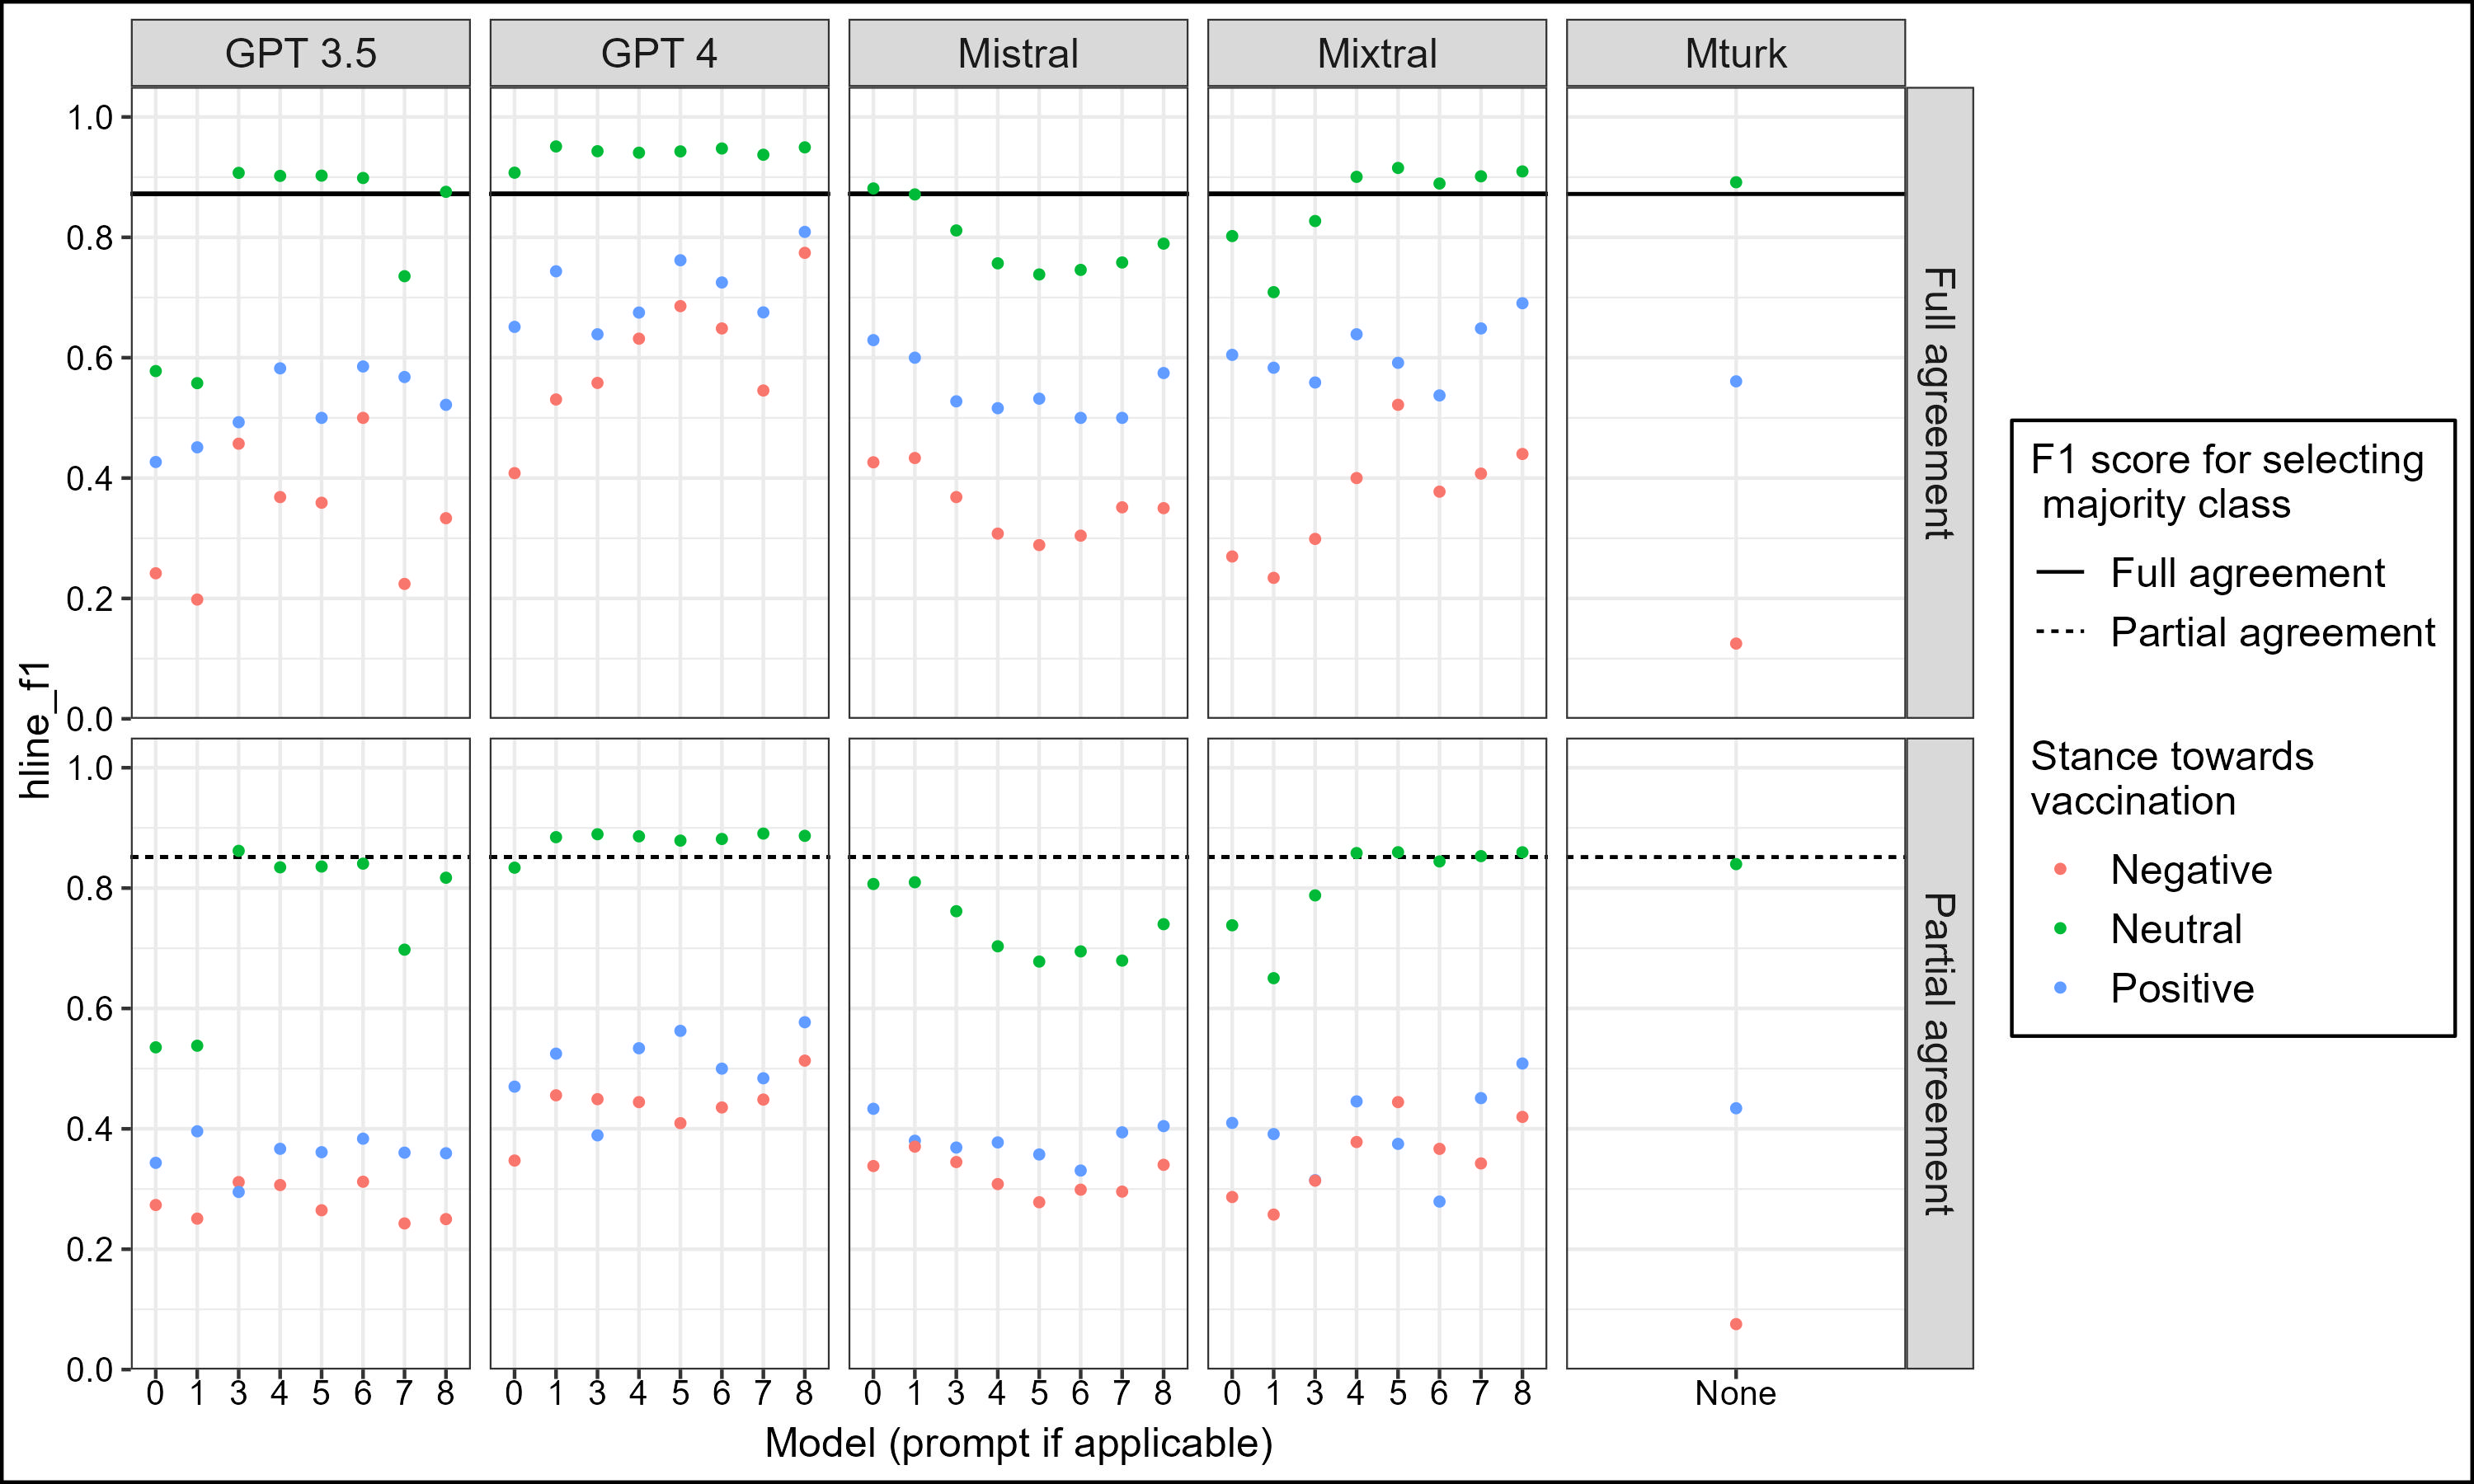 GPT 3.5
GPT 4
Mistral
Mixtral
Mturk
1.0
0.8
0.6
0.4
0.2
0.0
Full agreement
1.0
0.8
0.6
0.4
0.2
0.0
Partial agreement
hline_f1
0 1 3 4 5 6 7 8
0 1 3 4 5 6 7 8
0 1 3 4 5 6 7 8
0 1 3 4 5 6 7 8
None
Model (prompt if applicable)
F1 score for selecting
majority class
Full agreement
Partial agreement
Stance towards
vaccination
Negative
Neutral
Positive